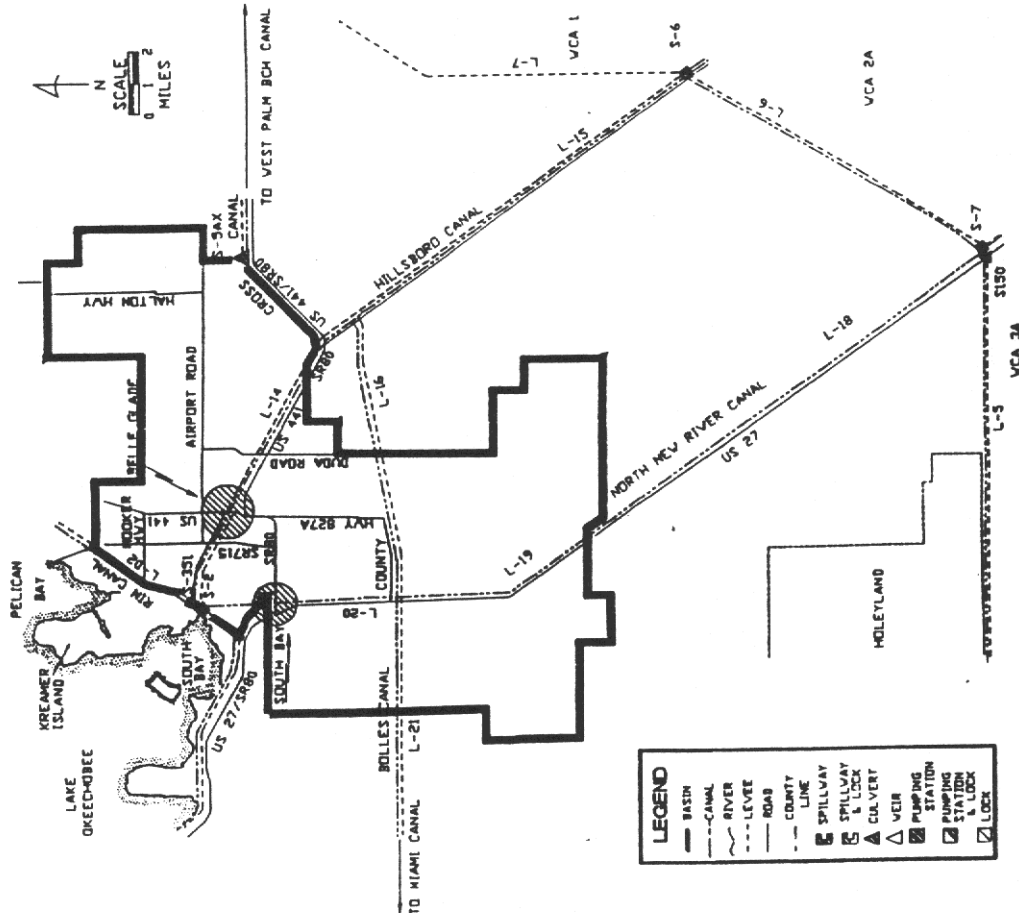 N
SCALE
0 1 2
MILES
TO WEST PALM BCH CANAL
L-7
WCA 1
S-6
L-6
WCA 2A
L-15
HILLSBORO CANAL
S-5AX
CANAL
CROSS
441/SR80
US
SR80
HALTON HWY
AIRPORT ROAD
BELLE GLADE
L-14
US 441
DUDA ROAD
L-16
HOOKER
HWY
US 441
SR715
SR80
HWY 827A
COUNTY
PELICAN
BAY
RIM CANAL
L-D2
S-351
S-2
KREAMER
ISLAND
SOUTH
BAY
LAKE
OKEECHOBEE
US 27/SR80
SOUTH BAY
L-20
BOLLES CANAL
L-21
TO MIAMI CANAL
L-19
NORTH NEW RIVER CANAL
US 27
L-18
S-7
S150
L-5
WCA 3A
HOLEYLAND
LEGEND
BASIN
CANAL
RIVER
LEVEE
ROAD
COUNTY
LINE
SPILLWAY
SPILLWAY
& LOCK
CULVERT
WEIR
PUMPING
STATION
PUMPING
STATION
& LOCK
LOCK